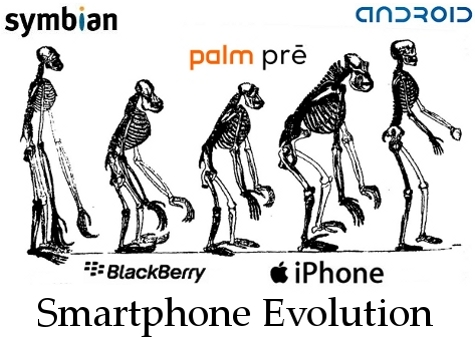 symbian
ANDROID
palm prē
BlackBerry
iPhone
Smartphone Evolution